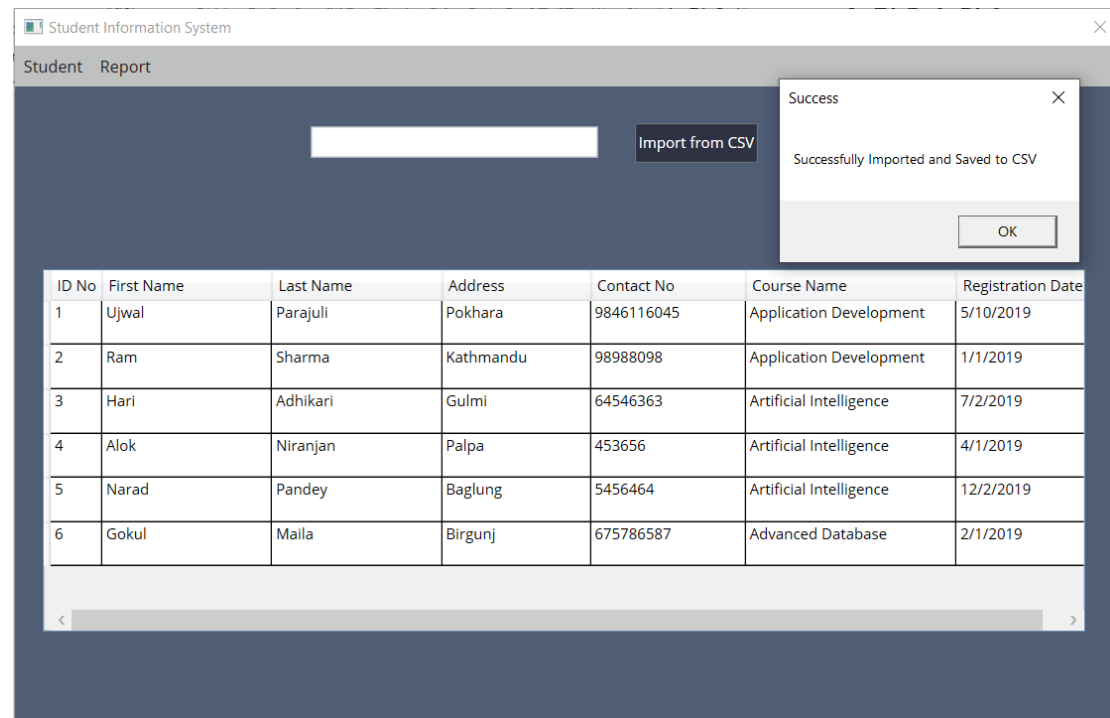 Student Information System
Student Report
Success
Import from CSV
Successfully Imported and Saved to CSV
OK
ID No First Name Last Name Address Contact No Course Name Registration Date
1 Ujwal Parajuli Pokhara 9846116045 Application Development 5/10/2019
2 Ram Sharma Kathmandu 98988098 Application Development 1/1/2019
3 Hari Adhikari Gulmi 64546363 Artificial Intelligence 7/2/2019
4 Alok Niranjan Palpa 453656 Artificial Intelligence 4/1/2019
5 Narad Pandey Baglung 5456464 Artificial Intelligence 12/2/2019
6 Gokul Maila Birgunj 675786587 Advanced Database 2/1/2019